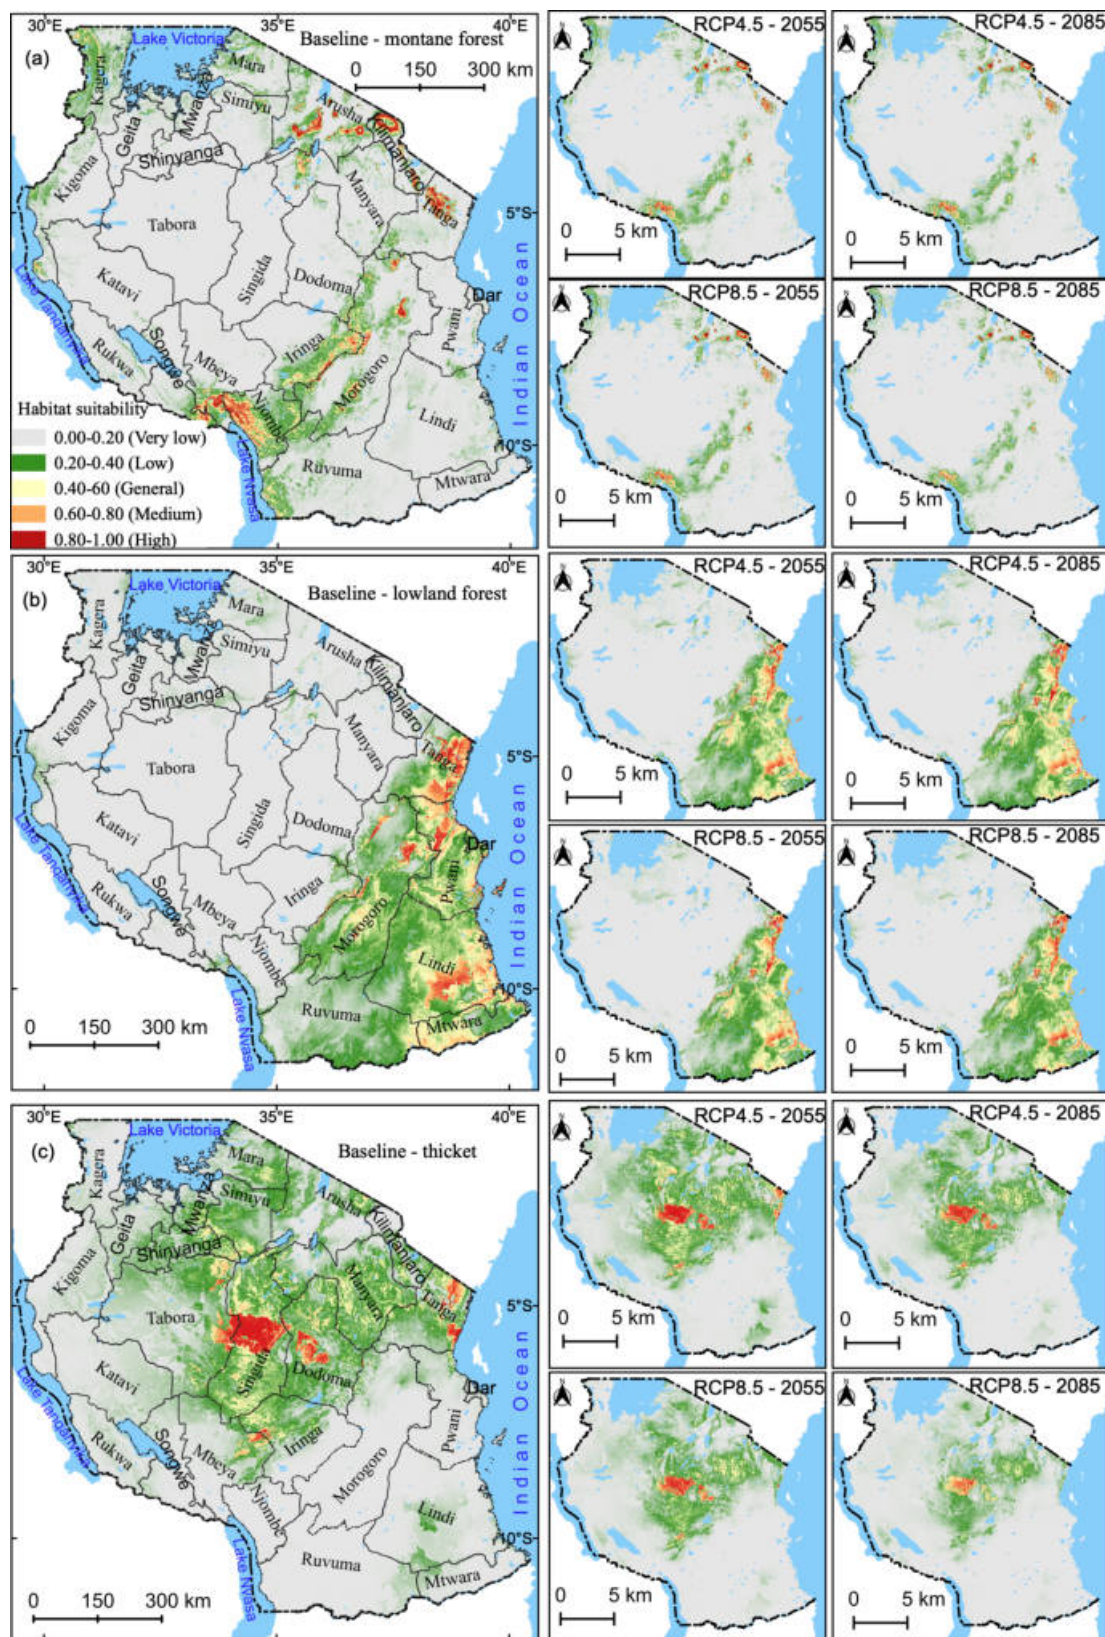 30°E 35°E 40°E
(a)
Lake Victoria
Baseline - montane forest
0 150 300 km
Kagera
Mara
Mwanza
Simiyu
Geita
Shinyanga
Arusha
Kilimanjaro
Kigoma
Manyara
Tanga
5°S
Tabora
Singida
Dodoma
Katavi
Dar
Lake Tanganyika
Rukwa
Songwe
Mbeya
Iringa
Morogoro
Pwani
Indian Ocean
Njombe
Lindi
10°S
Ruvuma
Mtwara
Lake Nyasa
Habitat suitability
0.00-0.20 (Very low)
0.20-0.40 (Low)
0.40-60 (General)
0.60-0.80 (Medium)
0.80-1.00 (High)
N
RCP4.5 - 2055
0 5 km
N
RCP4.5 - 2085
0 5 km
N
RCP8.5 - 2055
0 5 km
N
RCP8.5 - 2085
0 5 km
30°E 35°E 40°E
(b)
Lake Victoria
Baseline - lowland forest
Kagera
Mara
Mwanza
Simiyu
Geita
Shinyanga
Arusha
Kilimanjaro
Kigoma
Manyara
Tanga
5°S
Tabora
Singida
Dodoma
Katavi
Dar
Lake Tanganyika
Rukwa
Songwe
Mbeya
Iringa
Morogoro
Pwani
Indian Ocean
Njombe
Lindi
10°S
Ruvuma
Mtwara
Lake Nyasa
0 150 300 km
N
RCP4.5 - 2055
0 5 km
N
RCP4.5 - 2085
0 5 km
N
RCP8.5 - 2055
0 5 km
N
RCP8.5 - 2085
0 5 km
30°E 35°E 40°E
(c)
Lake Victoria
Baseline - thicket
Kagera
Mara
Mwanza
Simiyu
Geita
Shinyanga
Arusha
Kilimanjaro
Kigoma
Manyara
Tanga
5°S
Tabora
Singida
Dodoma
Katavi
Dar
Lake Tanganyika
Rukwa
Songwe
Mbeya
Iringa
Morogoro
Pwani
Indian Ocean
Njombe
Lindi
10°S
Ruvuma
Mtwara
Lake Nyasa
0 150 300 km
N
RCP4.5 - 2055
0 5 km
N
RCP4.5 - 2085
0 5 km
N
RCP8.5 - 2055
0 5 km
N
RCP8.5 - 2085
0 5 km